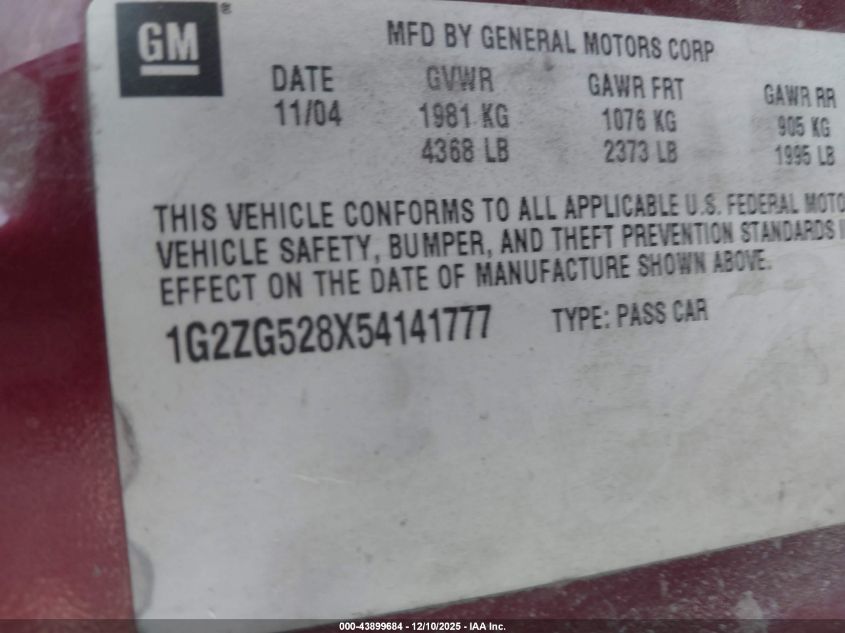 GM®
MFD BY GENERAL MOTORS CORP
DATE GVWR GAWR FRT GAWR RR
11/04 1981 KG 1076 KG 905 KG
4368 LB 2373 LB 1995 LB
THIS VEHICLE CONFORMS TO ALL APPLICABLE U.S. FEDERAL MOTO
VEHICLE SAFETY, BUMPER, AND THEFT PREVENTION STANDARDS I
EFFECT ON THE DATE OF MANUFACTURE SHOWN ABOVE.
1G2ZG528X54141777 TYPE: PASS CAR
000-43899684 - 12/10/2025 - IAA Inc.